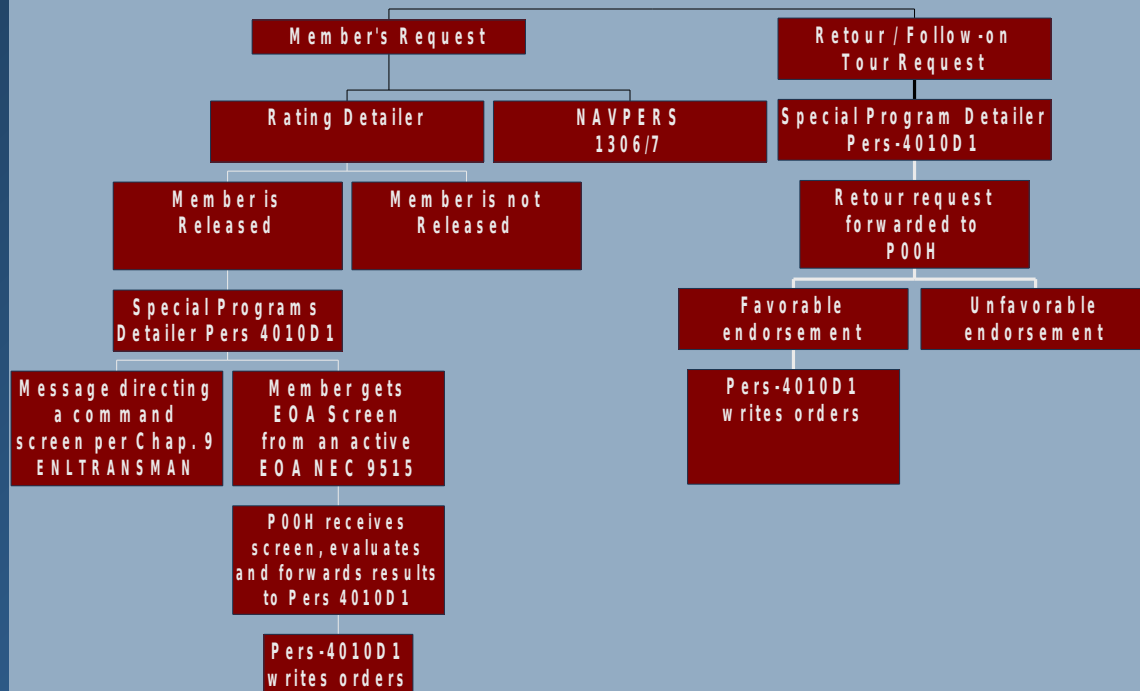 Member's Request
Retour / Follow-on
Tour Request
Rating Detailer
NAVPERS
1306/7
Special Program Detailer
Pers-4010D1
Member is
Released
Member is not
Released
Retour request
forwarded to
P00H
Special Programs
Detailer Pers 4010D1
Favorable
endorsement
Unfavorable
endorsement
Message directing
a command
screen per Chap. 9
ENLTRANSMAN
Member gets
EOA Screen
from an active
EOA NEC 9515
Pers-4010D1
writes orders
P00H receives
screen, evaluates
and forwards results
to Pers 4010D1
Pers-4010D1
writes orders